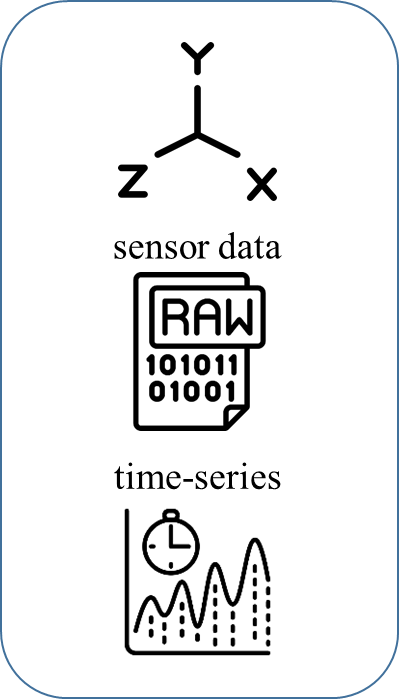 Y
Z X
sensor data
RAW
101011
01001
time-series